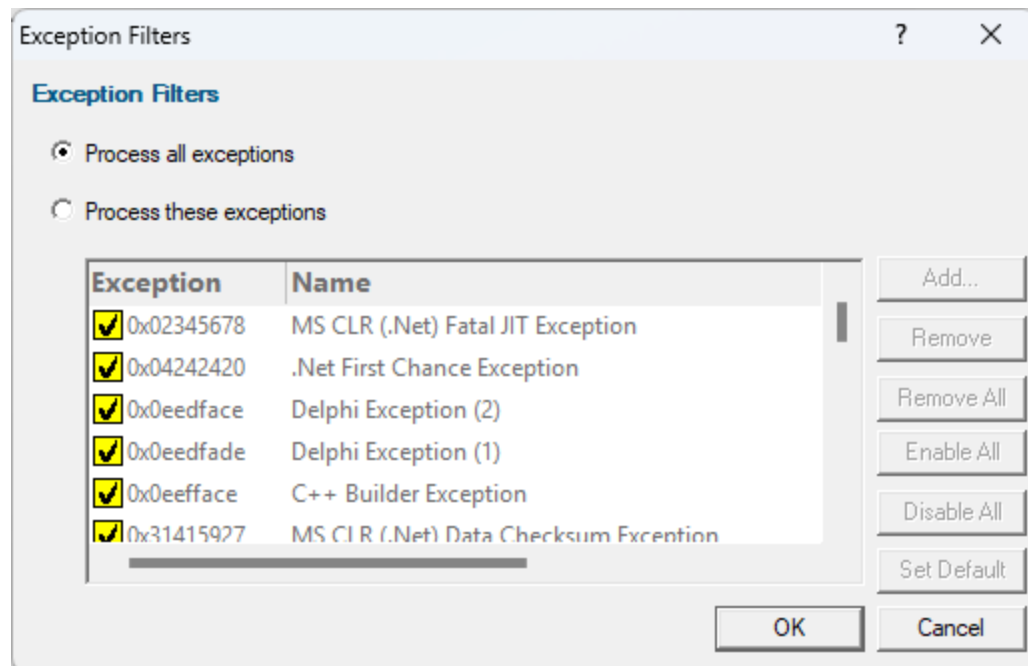 Exception Filters ?
Exception Filters
Process all exceptions
Process these exceptions
Exception Name
0x02345678 MS CLR (.Net) Fatal JIT Exception
0x04242420 .Net First Chance Exception
0x0eedface Delphi Exception (2)
0x0eedfade Delphi Exception (1)
0x0eefface C++ Builder Exception
0x31415927 MS CLR (.Net) Data Checksum Exception
Add...
Remove
Remove All
Enable All
Disable All
Set Default
OK Cancel